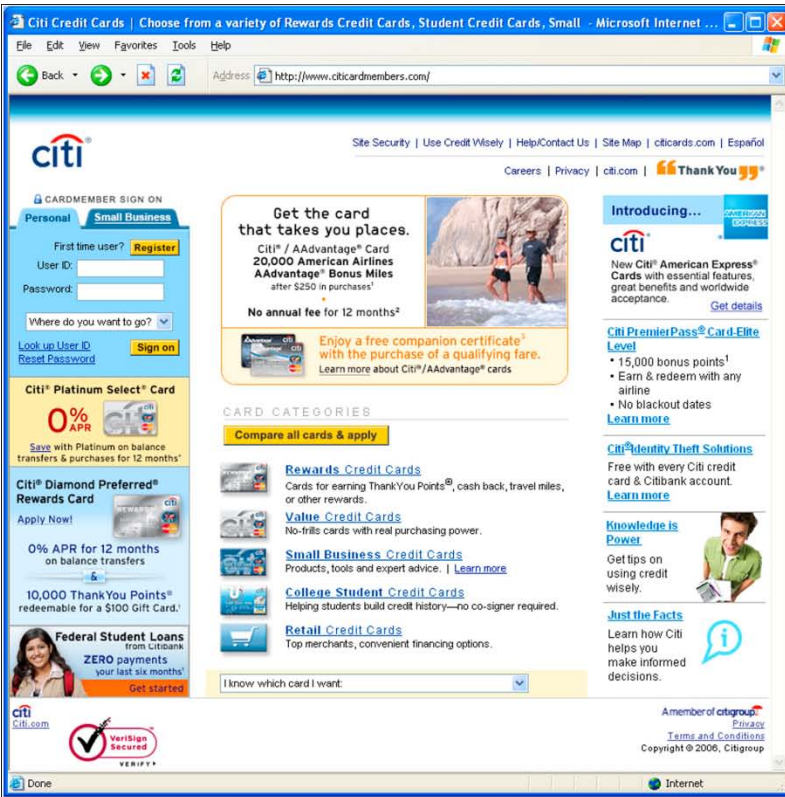 Citi Credit Cards | Choose from a variety of Rewards Credit Cards, Student Credit Cards, Small - Microsoft Internet ...
File Edit View Favorites Tools Help
Back
Address http://www.citicardmembers.com/
citi®
Site Security | Use Credit Wisely | Help/Contact Us | Site Map | citicards.com | Español
Careers | Privacy | citi.com | Thank You®
CARDMEMBER SIGN ON
Personal Small Business
First time user? Register
User ID:
Password:
Where do you want to go?
Look up User ID
Reset Password
Sign on
Citi® Platinum Select® Card
0% APR
Save with Platinum on balance
transfers & purchases for 12 months*
Citi® Diamond Preferred®
Rewards Card
Apply Now!
0% APR for 12 months
on balance transfers
&
10,000 ThankYou Points®
redeemable for a $100 Gift Card.¹
Federal Student Loans
from Citibank
ZERO payments
your last six months
Get started
Get the card
that takes you places.
Citi® / AAdvantage® Card
20,000 American Airlines
AAdvantage® Bonus Miles
after $250 in purchases¹
No annual fee for 12 months²
Enjoy a free companion certificate³
with the purchase of a qualifying fare.
Learn more about Citi®/AAdvantage® cards
CARD CATEGORIES
Compare all cards & apply
Rewards Credit Cards
Cards for earning ThankYou Points®, cash back, travel miles,
or other rewards.
Value Credit Cards
No-frills cards with real purchasing power.
Small Business Credit Cards
Products, tools and expert advice. | Learn more
College Student Credit Cards
Helping students build credit history—no co-signer required.
Retail Credit Cards
Top merchants, convenient financing options.
I know which card I want:
Introducing...
AMERICAN EXPRESS
citi®
New Citi® American Express®
Cards with essential features,
great benefits and worldwide
acceptance.
Get details
Citi PremierPass® Card-Elite
Level
• 15,000 bonus points¹
• Earn & redeem with any
airline
• No blackout dates
Learn more
Citi® Identity Theft Solutions
Free with every Citi credit
card & Citibank account.
Learn more
Knowledge is
Power
Get tips on
using credit
wisely.
Just the Facts
Learn how Citi
helps you
make informed
decisions.
citi
Citi.com
VeriSign
Secured
VERIFY
A member of citigroup
Privacy
Terms and Conditions
Copyright © 2006, Citigroup
Done
Internet